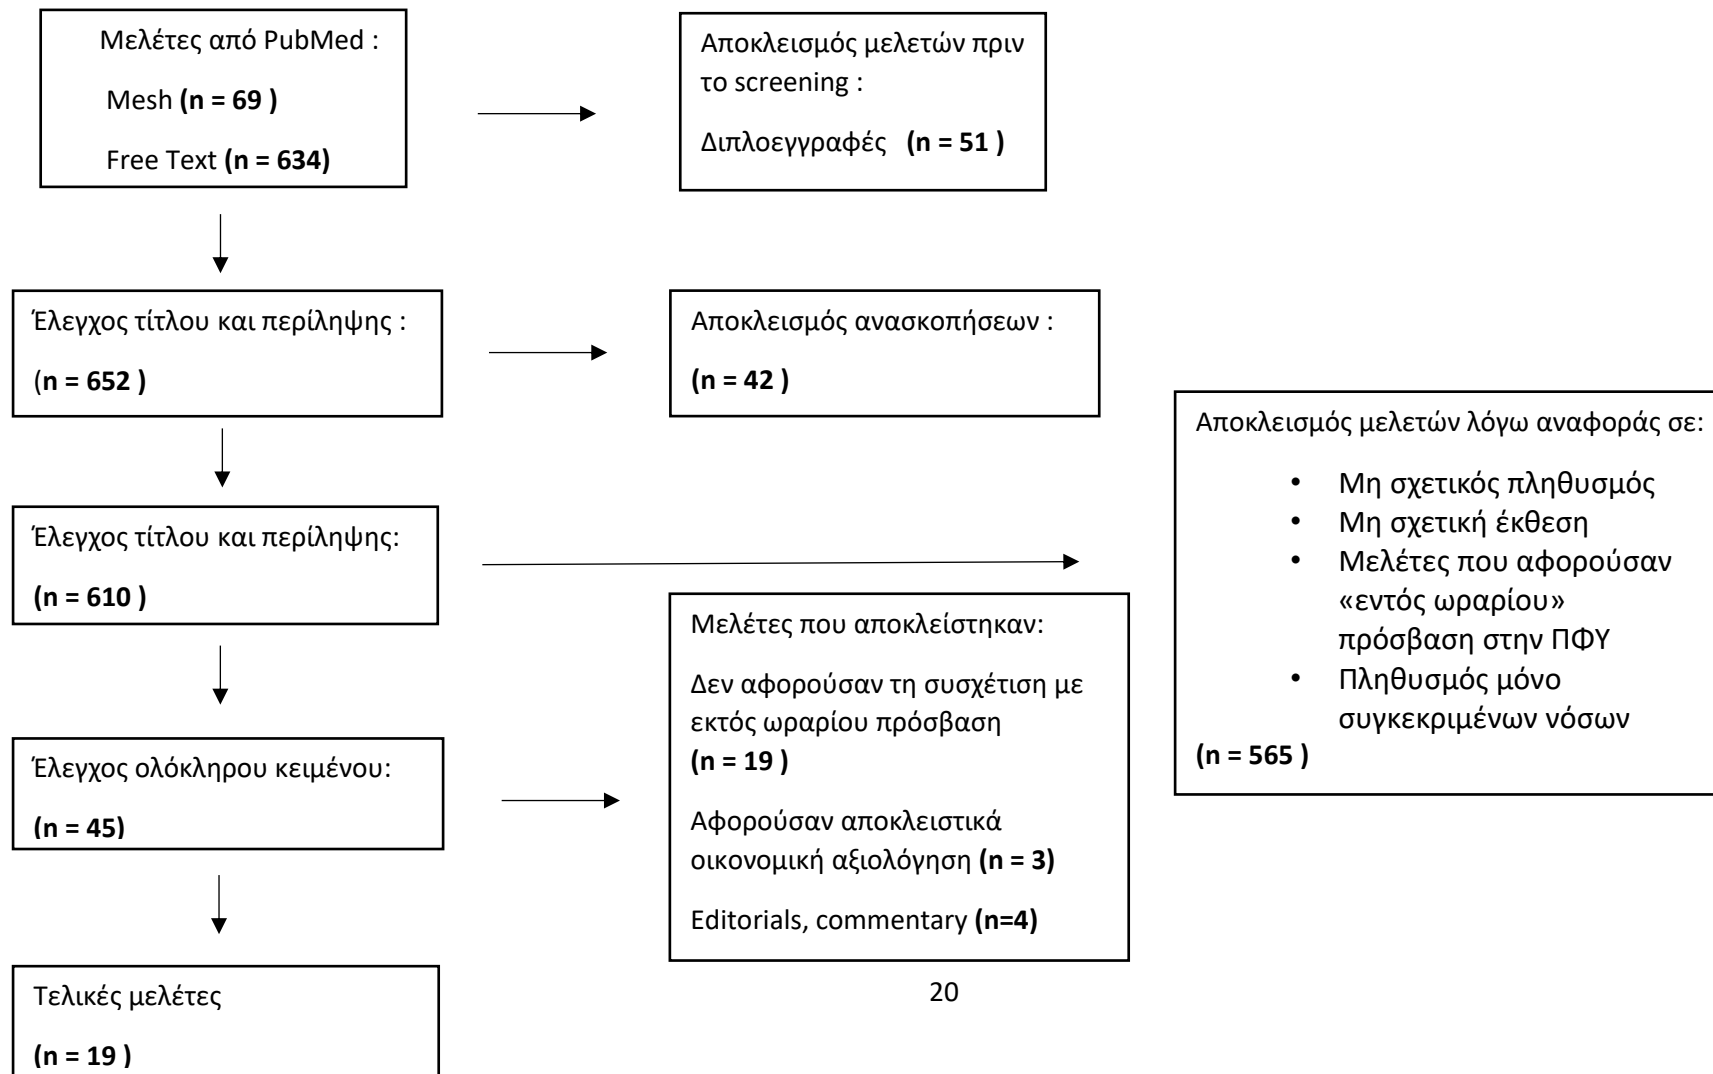 Μελέτες από PubMed :
Mesh (n = 69 )
Free Text (n = 634)
Αποκλεισμός μελετών πριν
το screening :
Διπλοεγγραφές (n = 51 )
Έλεγχος τίτλου και περίληψης :
(n = 652 )
Αποκλεισμός ανασκοπήσεων :
(n = 42 )
Έλεγχος τίτλου και περίληψης:
(n = 610 )
Αποκλεισμός μελετών λόγω αναφοράς σε:
• Μη σχετικός πληθυσμός
• Μη σχετική έκθεση
• Μελέτες που αφορούσαν
«εντός ωραρίου»
πρόσβαση στην ΠΦΥ
• Πληθυσμός μόνο
συγκεκριμένων νόσων
(n = 565 )
Έλεγχος ολόκληρου κειμένου:
(n = 45)
Μελέτες που αποκλείστηκαν:
Δεν αφορούσαν τη συσχέτιση με
εκτός ωραρίου πρόσβαση
(n = 19 )
Αφορούσαν αποκλειστικά
οικονομική αξιολόγηση (n = 3)
Editorials, commentary (n=4)
Τελικές μελέτες
(n = 19 )
20